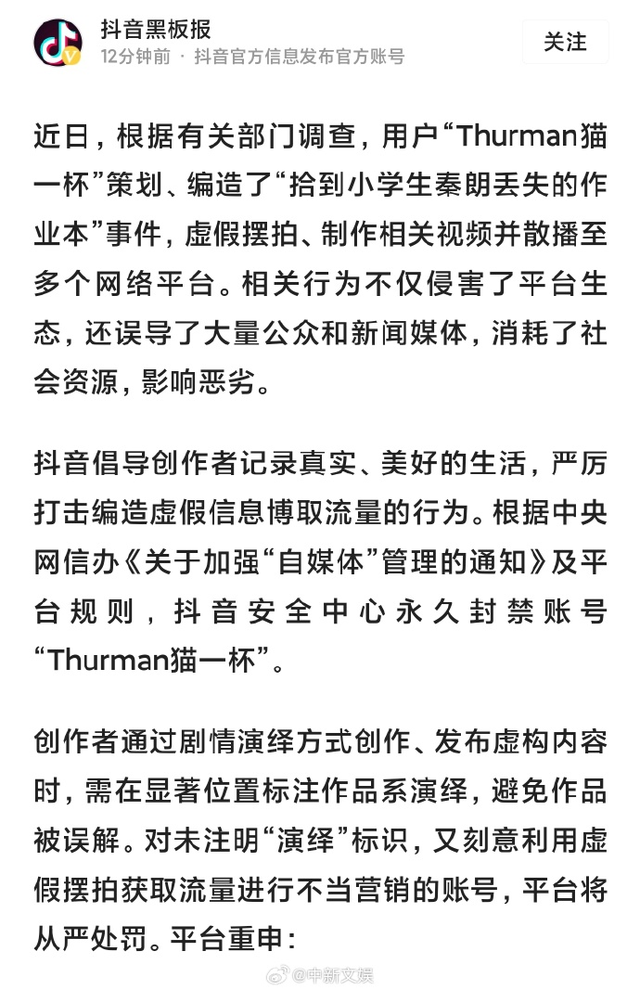 抖音黑板报
12分钟前 · 抖音官方信息发布官方账号
关注
近日，根据有关部门调查，用户“Thurman猫
一杯”策划、编造了“拾到小学生秦朗丢失的作
业本”事件，虚假摆拍、制作相关视频并散播至
多个网络平台。相关行为不仅侵害了平台生
态，还误导了大量公众和新闻媒体，消耗了社
会资源，影响恶劣。
抖音倡导创作者记录真实、美好的生活，严厉
打击编造虚假信息博取流量的行为。根据中央
网信办《关于加强“自媒体”管理的通知》及平
台规则，抖音安全中心永久封禁账号
“Thurman猫一杯”。
创作者通过剧情演绎方式创作、发布虚构内容
时，需在显著位置标注作品系演绎，避免作品
被误解。对未注明“演绎”标识，又刻意利用虚
假摆拍获取流量进行不当营销的账号，平台将
从严处罚。平台重申：
@中新文娱